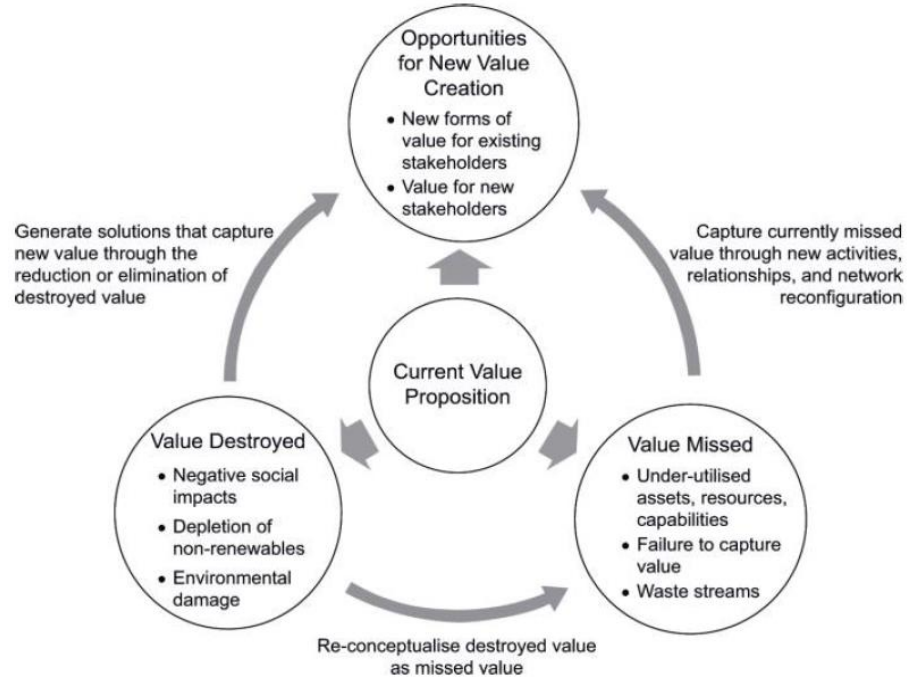 Opportunities
for New Value
Creation
• New forms of
value for existing
stakeholders
• Value for new
stakeholders
Generate solutions that capture
new value through the
reduction or elimination of
destroyed value
Capture currently missed
value through new activities,
relationships, and network
reconfiguration
Current Value
Proposition
Value Destroyed
• Negative social
impacts
• Depletion of
non-renewables
• Environmental
damage
Value Missed
• Under-utilised
assets, resources,
capabilities
• Failure to capture
value
• Waste streams
Re-conceptualise destroyed value
as missed value